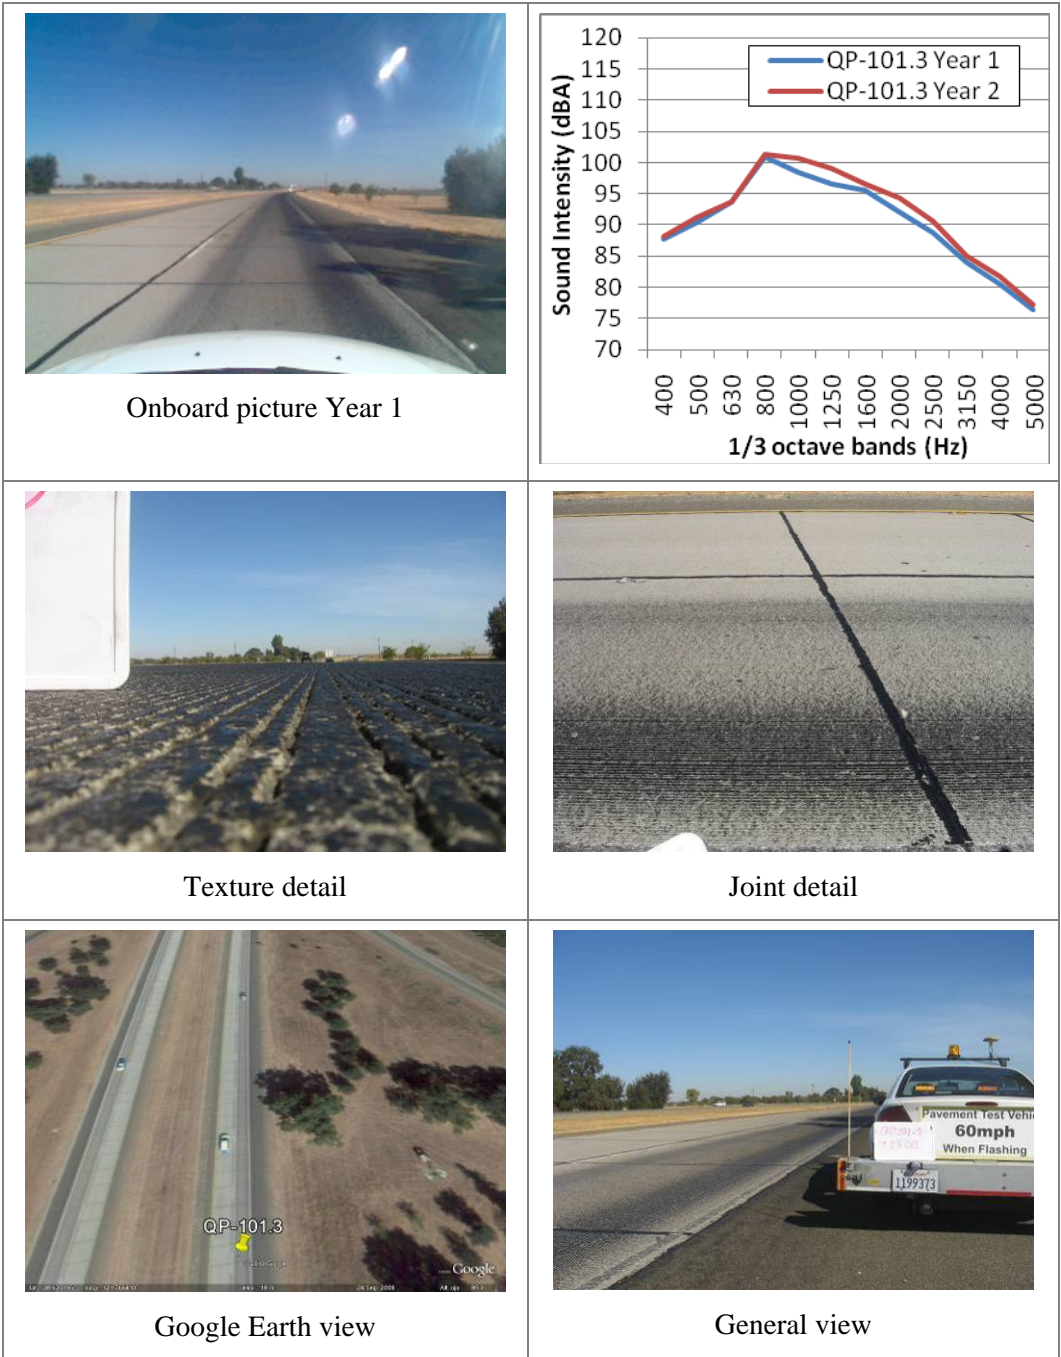 120
115
110
105
100
95
90
85
80
75
70
Sound Intensity (dBA)
QP-101.3 Year 1
QP-101.3 Year 2
400
500
630
800
1000
1250
1600
2000
2500
3150
4000
5000
1/3 octave bands (Hz)
Onboard picture Year 1
Texture detail
Joint detail
QP-101.3
Google
Google Earth view
Pavement Test Vehic
60mph
When Flashing
1199373
General view